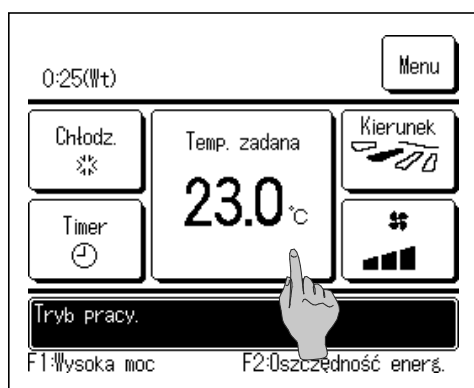 0:25(Wt)
Menu
Chłodz.
Temp. zadana
Kierunek
23.0 °C
Timer
Tryb pracy.
F1:Wysoka moc
F2:Oszczędność energ.